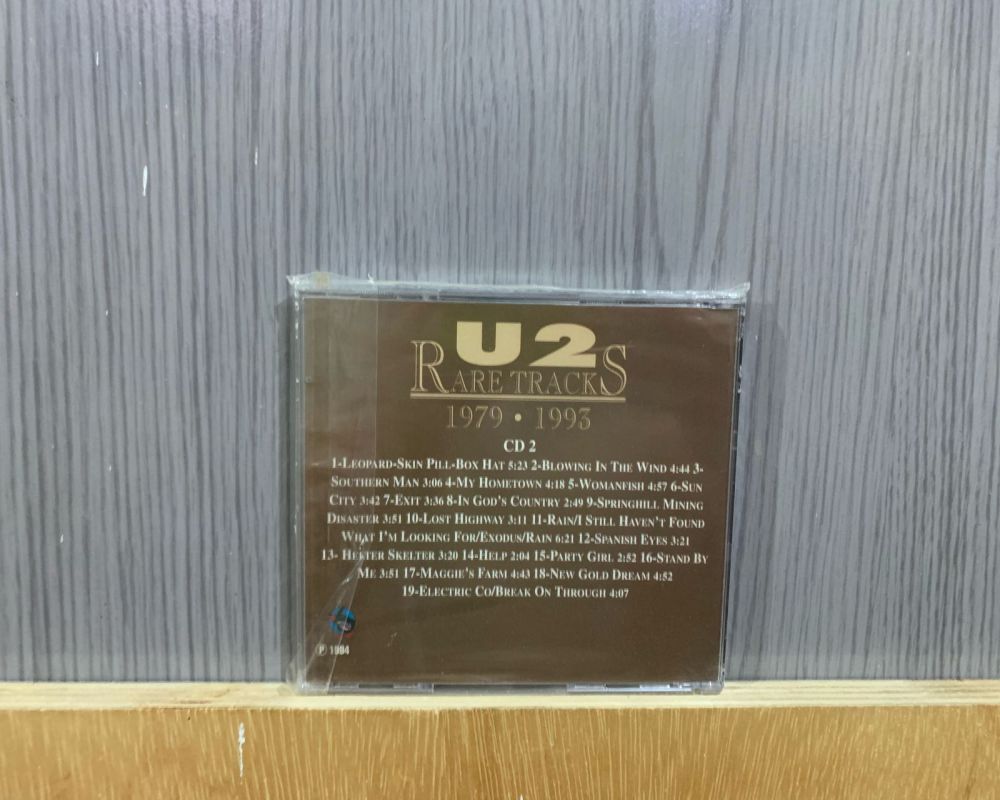 U2
RARE TRACKS
1979 • 1993
CD 2
1-LEOPARD-SKIN PILL-BOX HAT 5:23 2-BLOWING IN THE WIND 4:44 3-
SOUTHERN MAN 3:06 4-MY HOMETOWN 4:18 5-WOMANFISH 4:57 6-SUN
CITY 3:42 7-EXIT 3:36 8-IN GOD'S COUNTRY 2:49 9-SPRINGHILL MINING
DISASTER 3:51 10-LOST HIGHWAY 3:11 11-RAIN/I STILL HAVEN'T FOUND
WHAT I'M LOOKING FOR/EXODUS/RAIN 6:21 12-SPANISH EYES 3:21
13- HELTER SKELTER 3:20 14-HELP 2:04 15-PARTY GIRL 2:52 16-STAND BY
ME 3:51 17-MAGGIE'S FARM 4:43 18-NEW GOLD DREAM 4:52
19-ELECTRIC CO/BREAK ON THROUGH 4:07
℗ 1994